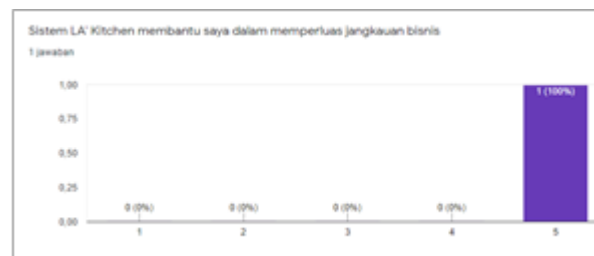 Sistem LA' Kitchen membantu saya dalam memperluas jangkauan bisnis
1 jawaban
1,00
1 (100%)
0,75
0,50
0,25
0 (0%) 0 (0%) 0 (0%) 0 (0%)
0,00
1 2 3 4 5